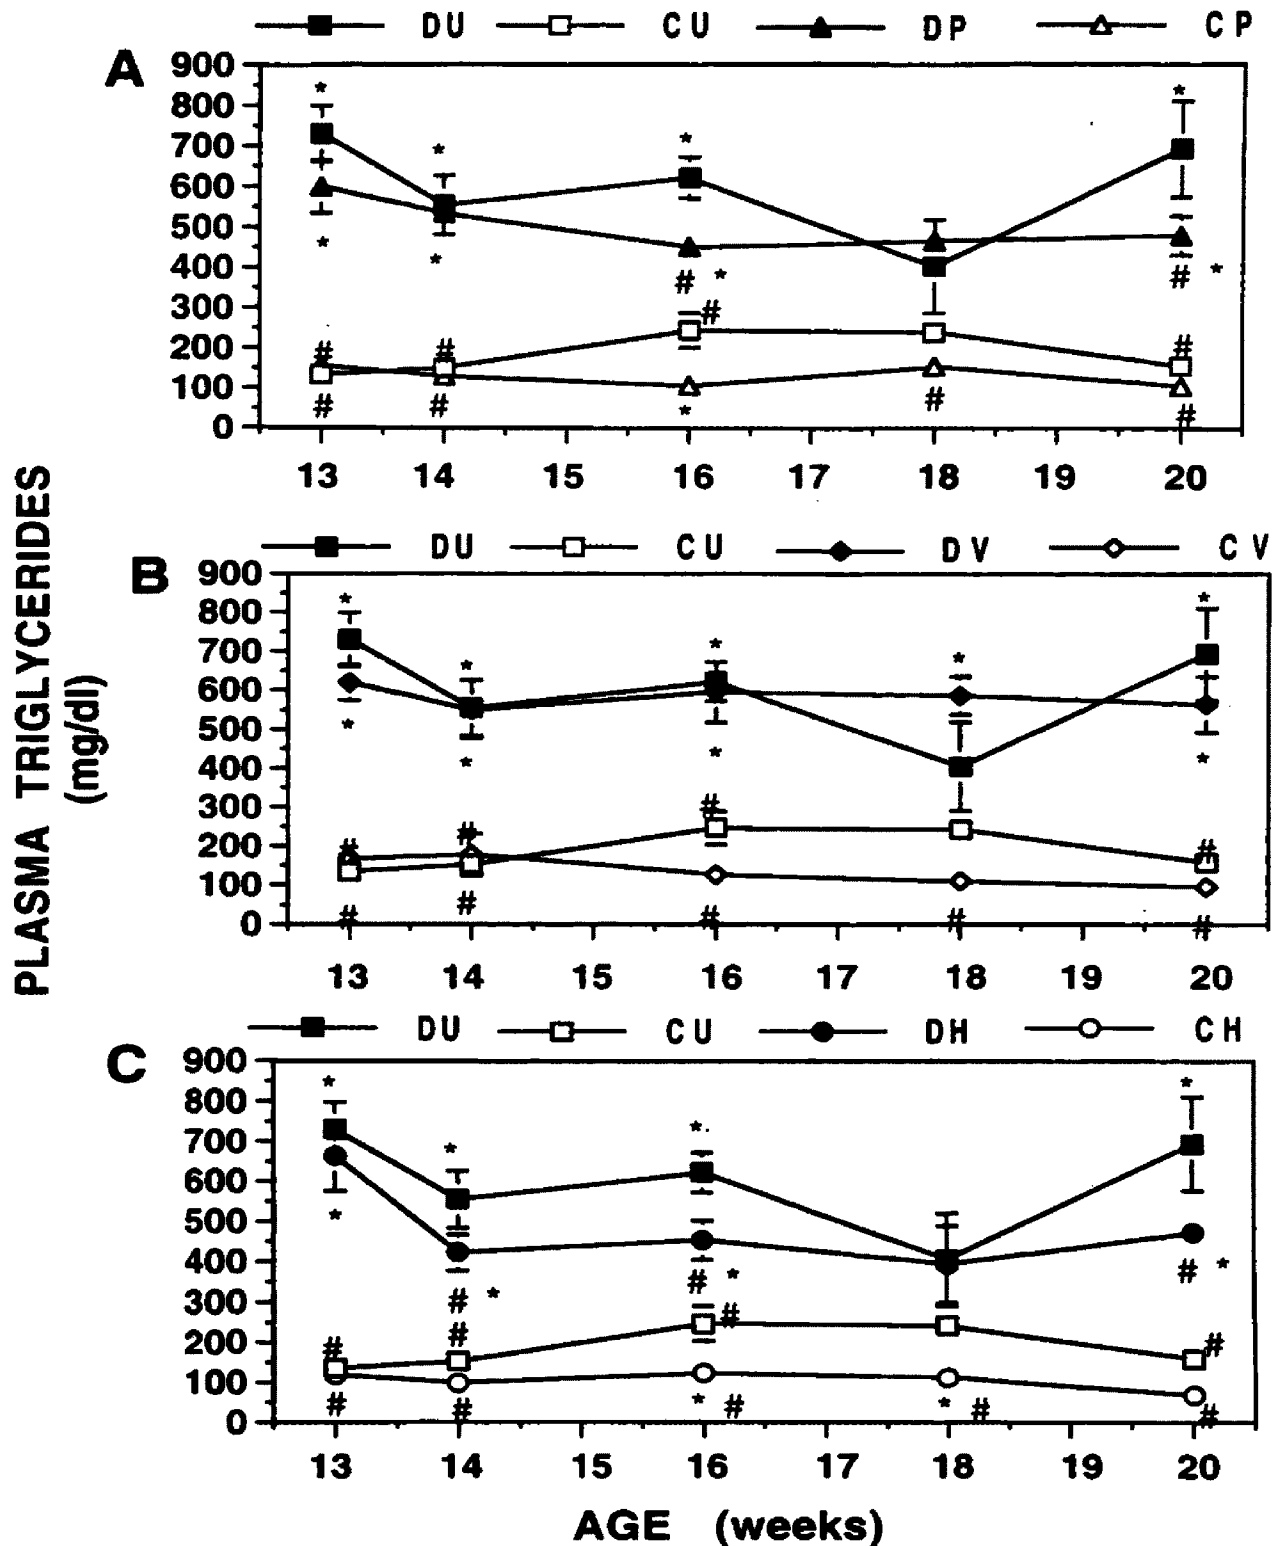 DU CU DP CP
A
900
800
700
600
500
400
300
200
100
0
* * * *
* *
# * # *
#
# # #
# # * # #
13 14 15 16 17 18 19 20
PLASMA TRIGLYCERIDES
(mg/dl)
DU CU DV CV
B
900
800
700
600
500
400
300
200
100
0
* * * * *
* * * *
# # # #
# # # # #
13 14 15 16 17 18 19 20
DU CU DH CH
C
900
800
700
600
500
400
300
200
100
0
* * * *
*
# * # * # *
# # # #
# # * # * # #
13 14 15 16 17 18 19 20
AGE (weeks)